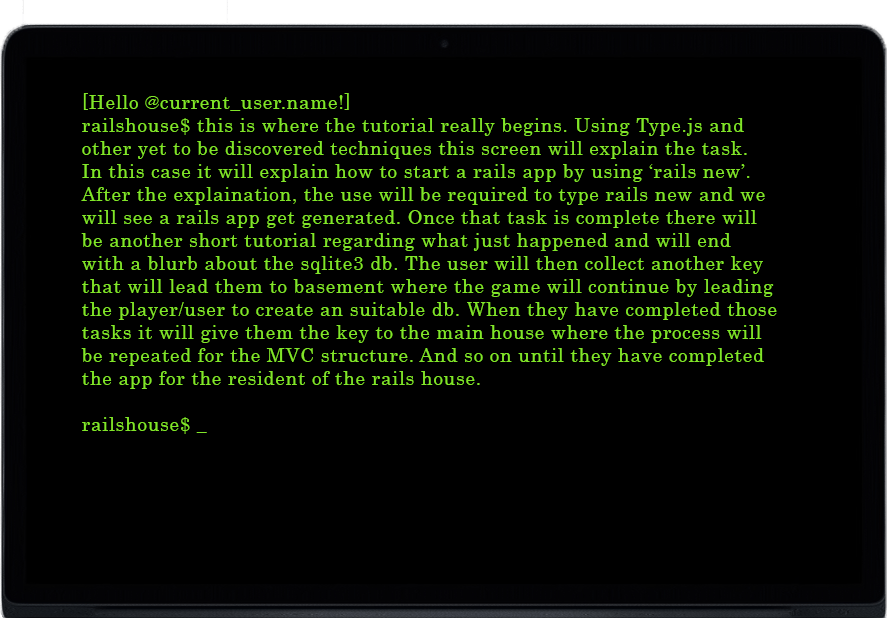 [Hello @current_user.name!]
railshouse$ this is where the tutorial really begins. Using Type.js and
other yet to be discovered techniques this screen will explain the task.
In this case it will explain how to start a rails app by using ‘rails new’.
After the explaination, the use will be required to type rails new and we
will see a rails app get generated. Once that task is complete there will
be another short tutorial regarding what just happened and will end
with a blurb about the sqlite3 db. The user will then collect another key
that will lead them to basement where the game will continue by leading
the player/user to create an suitable db. When they have completed those
tasks it will give them the key to the main house where the process will
be repeated for the MVC structure. And so on until they have completed
the app for the resident of the rails house.
railshouse$ _